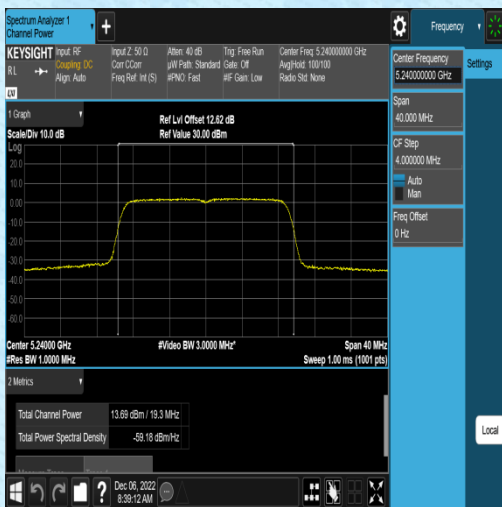 Spectrum Analyzer 1
Channel Power
Frequency
KEYSIGHT
Input: RF
Coupling: DC
Align: Auto
Input Z: 50 Ω
Corr CCorr
Freq Ref: Int (S)
Atten: 40 dB
µW Path: Standard
#PNO: Fast
Trig: Free Run
Gate: Off
#IF Gain: Low
Center Freq: 5.240000000 GHz
Avg|Hold: 100/100
Radio Std: None
RL
Center Frequency
5.240000000 GHz
Settings
Span
40.000 MHz
CF Step
4.000000 MHz
Auto
Man
Freq Offset
0 Hz
Local
1 Graph
Scale/Div 10.0 dB
Ref Lvl Offset 12.62 dB
Ref Value 30.00 dBm
Log
20.0
10.0
0.00
-10.0
-20.0
-30.0
-40.0
-50.0
-60.0
Center 5.24000 GHz
#Res BW 1.0000 MHz
#Video BW 3.0000 MHz*
Span 40 MHz
Sweep 1.00 ms (1001 pts)
2 Metrics
Total Channel Power 13.69 dBm / 19.3 MHz
Total Power Spectral Density -59.18 dBm/Hz
?
Dec 06, 2022
8:39:12 AM